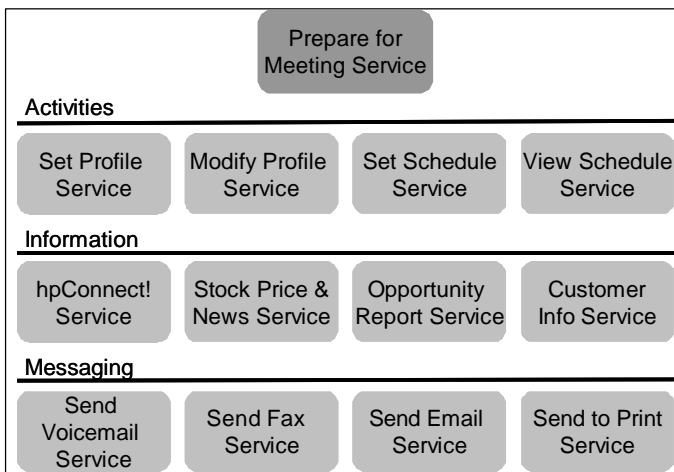 Prepare for
Meeting Service
Activities
Set Profile
Service
Modify Profile
Service
Set Schedule
Service
View Schedule
Service
Information
hpConnect!
Service
Stock Price &
News Service
Opportunity
Report Service
Customer
Info Service
Messaging
Send
Voicemail
Service
Send Fax
Service
Send Email
Service
Send to Print
Service